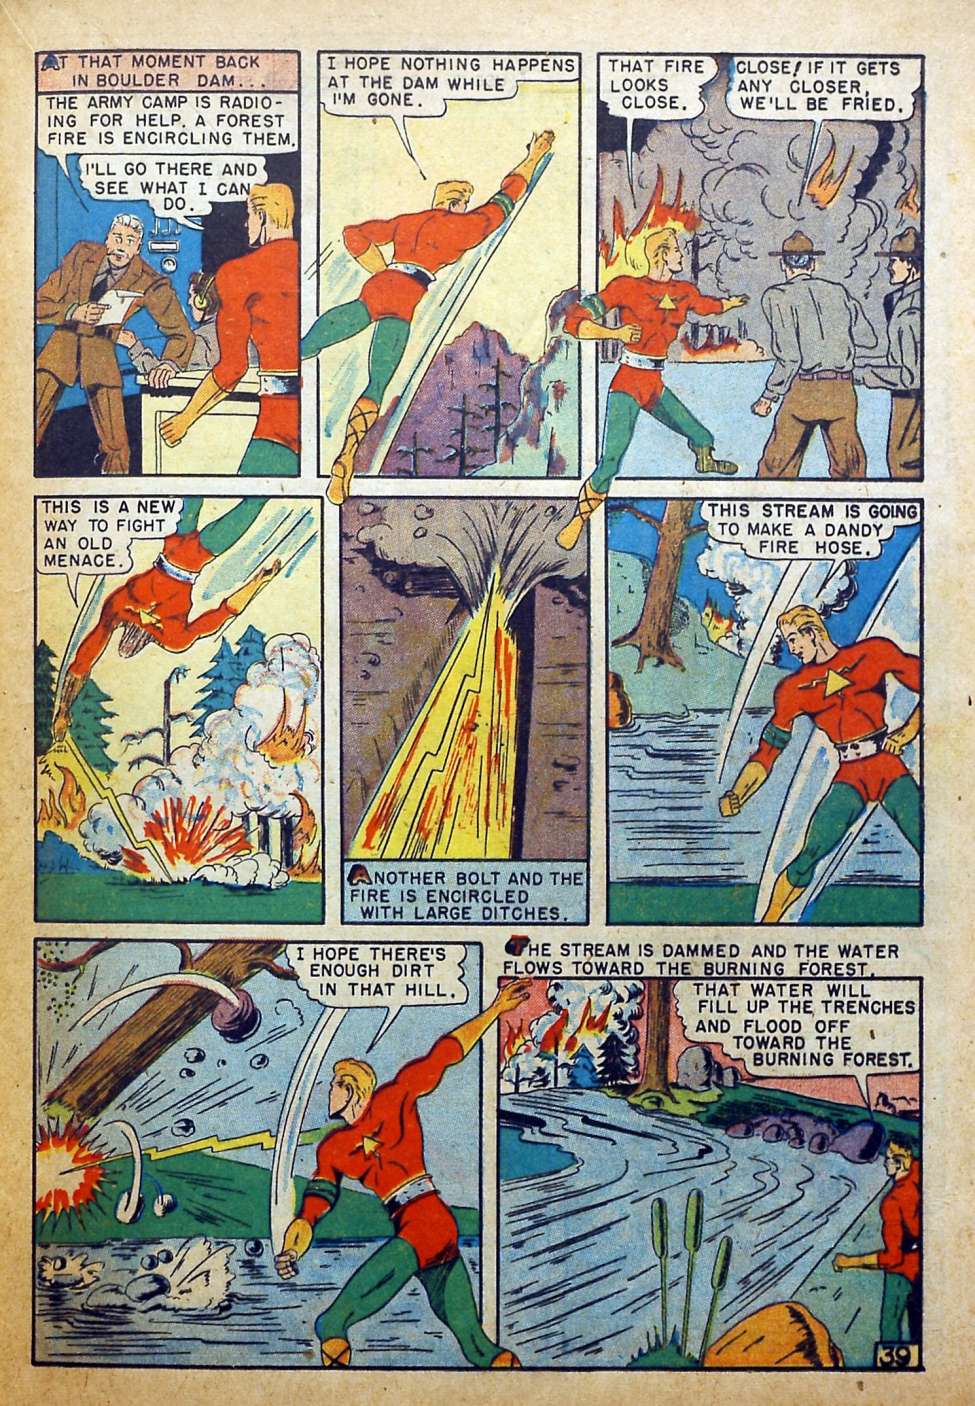 AT THAT MOMENT BACK
IN BOULDER DAM...
THE ARMY CAMP IS RADIO-
ING FOR HELP. A FOREST
FIRE IS ENCIRCLING THEM.
I'LL GO THERE AND
SEE WHAT I CAN
DO.
I HOPE NOTHING HAPPENS
AT THE DAM WHILE
I'M GONE.
THAT FIRE
LOOKS
CLOSE.
CLOSE! IF IT GETS
ANY CLOSER,
WE'LL BE FRIED.
THIS IS A NEW
WAY TO FIGHT
AN OLD
MENACE.
ANOTHER BOLT AND THE
FIRE IS ENCIRCLED
WITH LARGE DITCHES.
THIS STREAM IS GOING
TO MAKE A DANDY
FIRE HOSE.
I HOPE THERE'S
ENOUGH DIRT
IN THAT HILL.
THE STREAM IS DAMMED AND THE WATER
FLOWS TOWARD THE BURNING FOREST.
THAT WATER WILL
FILL UP THE TRENCHES
AND FLOOD OFF
TOWARD THE
BURNING FOREST.
39